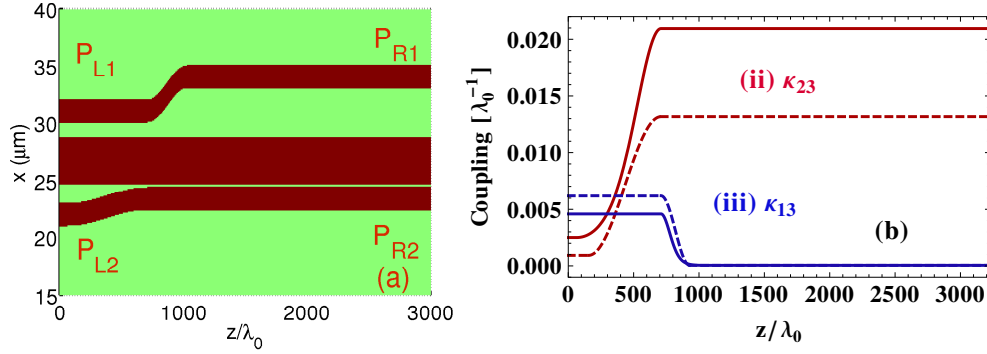 40
35
30
25
20
15
x (μm)
P_L1
P_R1
P_L2
P_R2
(a)
0
1000
2000
3000
z/λ_0
0.020
0.015
0.010
0.005
0.000
Coupling [λ_0^{-1}]
(ii) κ_23
(iii) κ_13
(b)
0
500
1000
1500
2000
2500
3000
z/λ_0